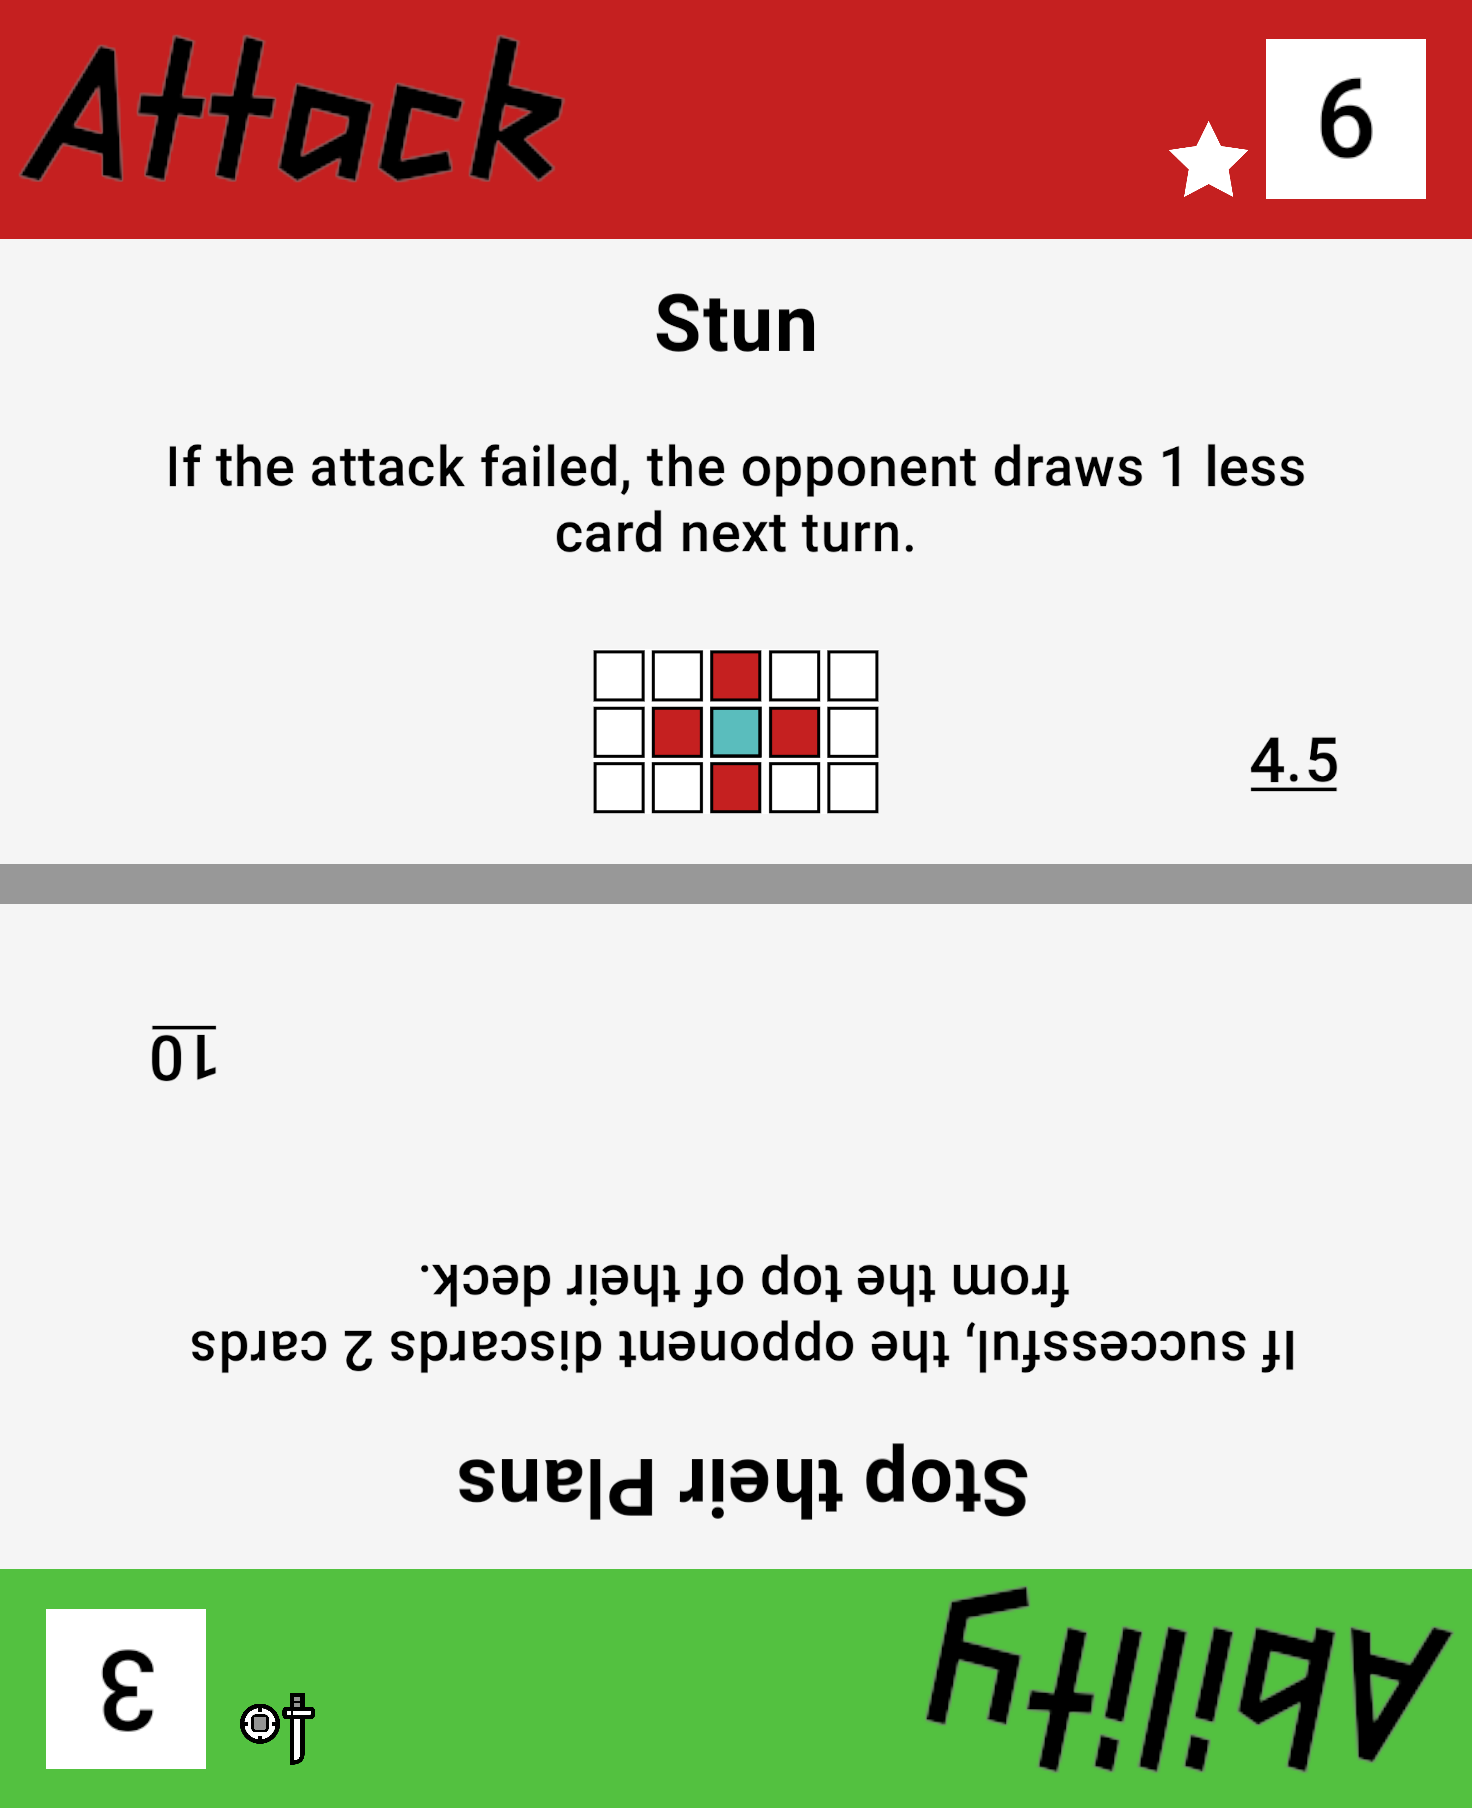 Attack
6
Stun
If the attack failed, the opponent draws 1 less
card next turn.
4.5
Ability
3
Stop their Plans
If successful, the opponent discards 2 cards
from the top of their deck.
10